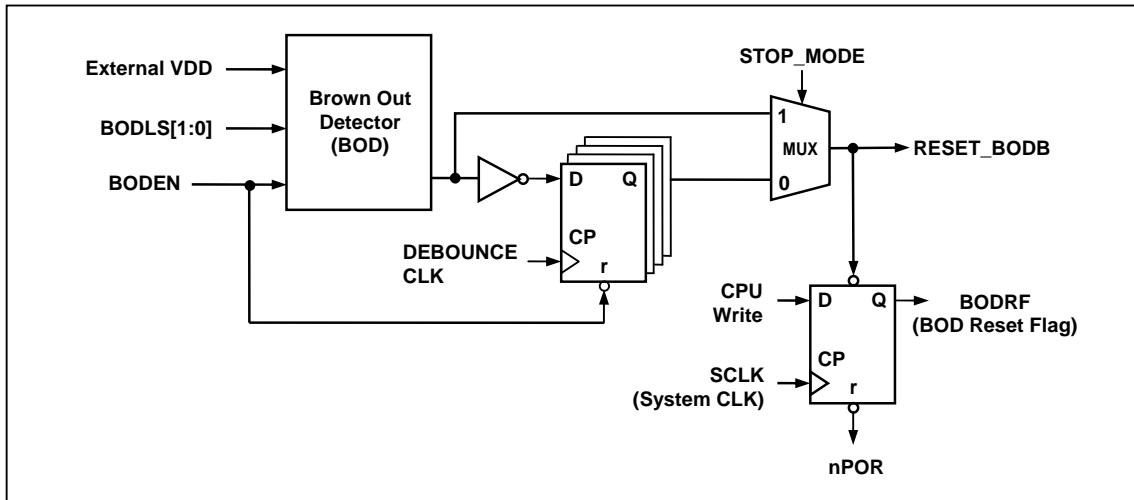 STOP_MODE
External VDD
Brown Out
Detector
(BOD)
BODLS[1:0]
1
MUX
RESET_BODB
0
BODEN
D
Q
CP
r
DEBOUNCE
CLK
CPU
Write
D
Q
BODRF
(BOD Reset Flag)
CP
SCLK
(System CLK)
r
nPOR